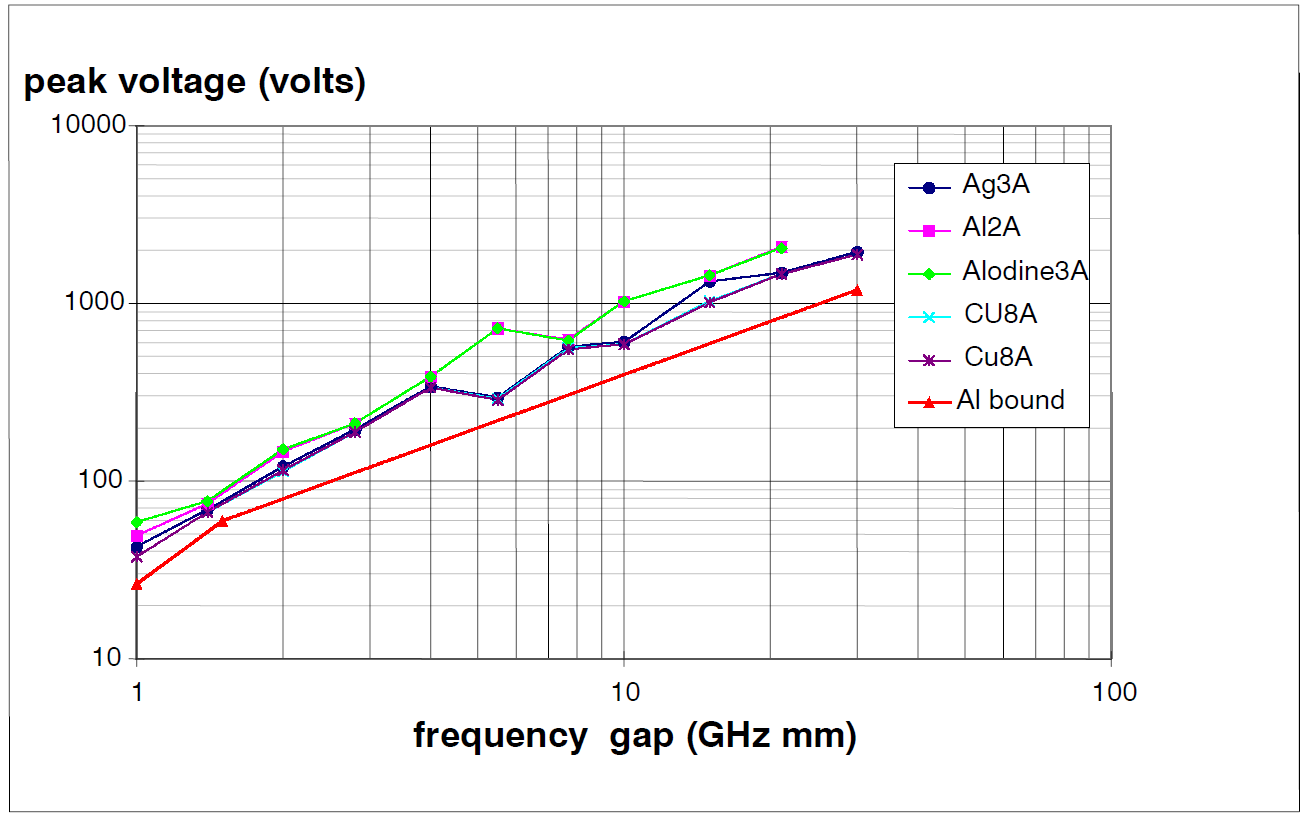 peak voltage (volts)
10000
1000
100
10
1 10 100
frequency gap (GHz mm)
Ag3A
Al2A
Alodine3A
CU8A
Cu8A
Al bound